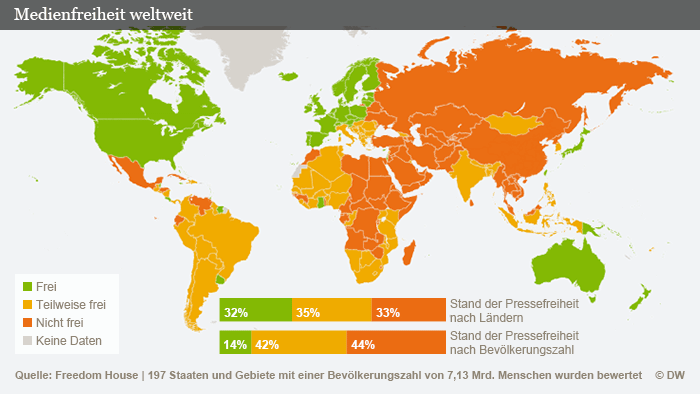 Medienfreiheit weltweit
Frei
Teilweise frei
Nicht frei
Keine Daten
32% 35% 33%
Stand der Pressefreiheit
nach Ländern
14% 42% 44%
Stand der Pressefreiheit
nach Bevölkerungszahl
Quelle: Freedom House | 197 Staaten und Gebiete mit einer Bevölkerungszahl von 7,13 Mrd. Menschen wurden bewertet © DW